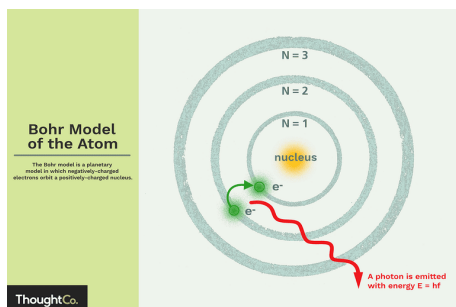 Bohr Model
of the Atom
The Bohr model is a planetary
model in which negatively-charged
electrons orbit a positively-charged nucleus.
N = 3
N = 2
N = 1
nucleus
e-
e-
A photon is emitted
with energy E = hf
ThoughtCo.